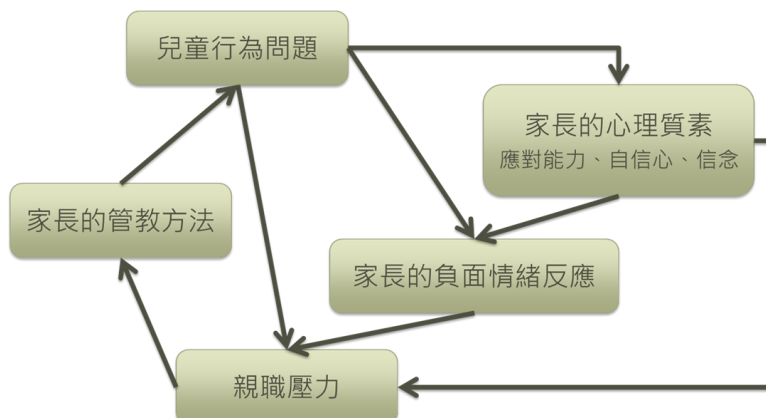 兒童行為問題
家長的心理質素
應對能力、自信心、信念
家長的管教方法
家長的負面情緒反應
親職壓力